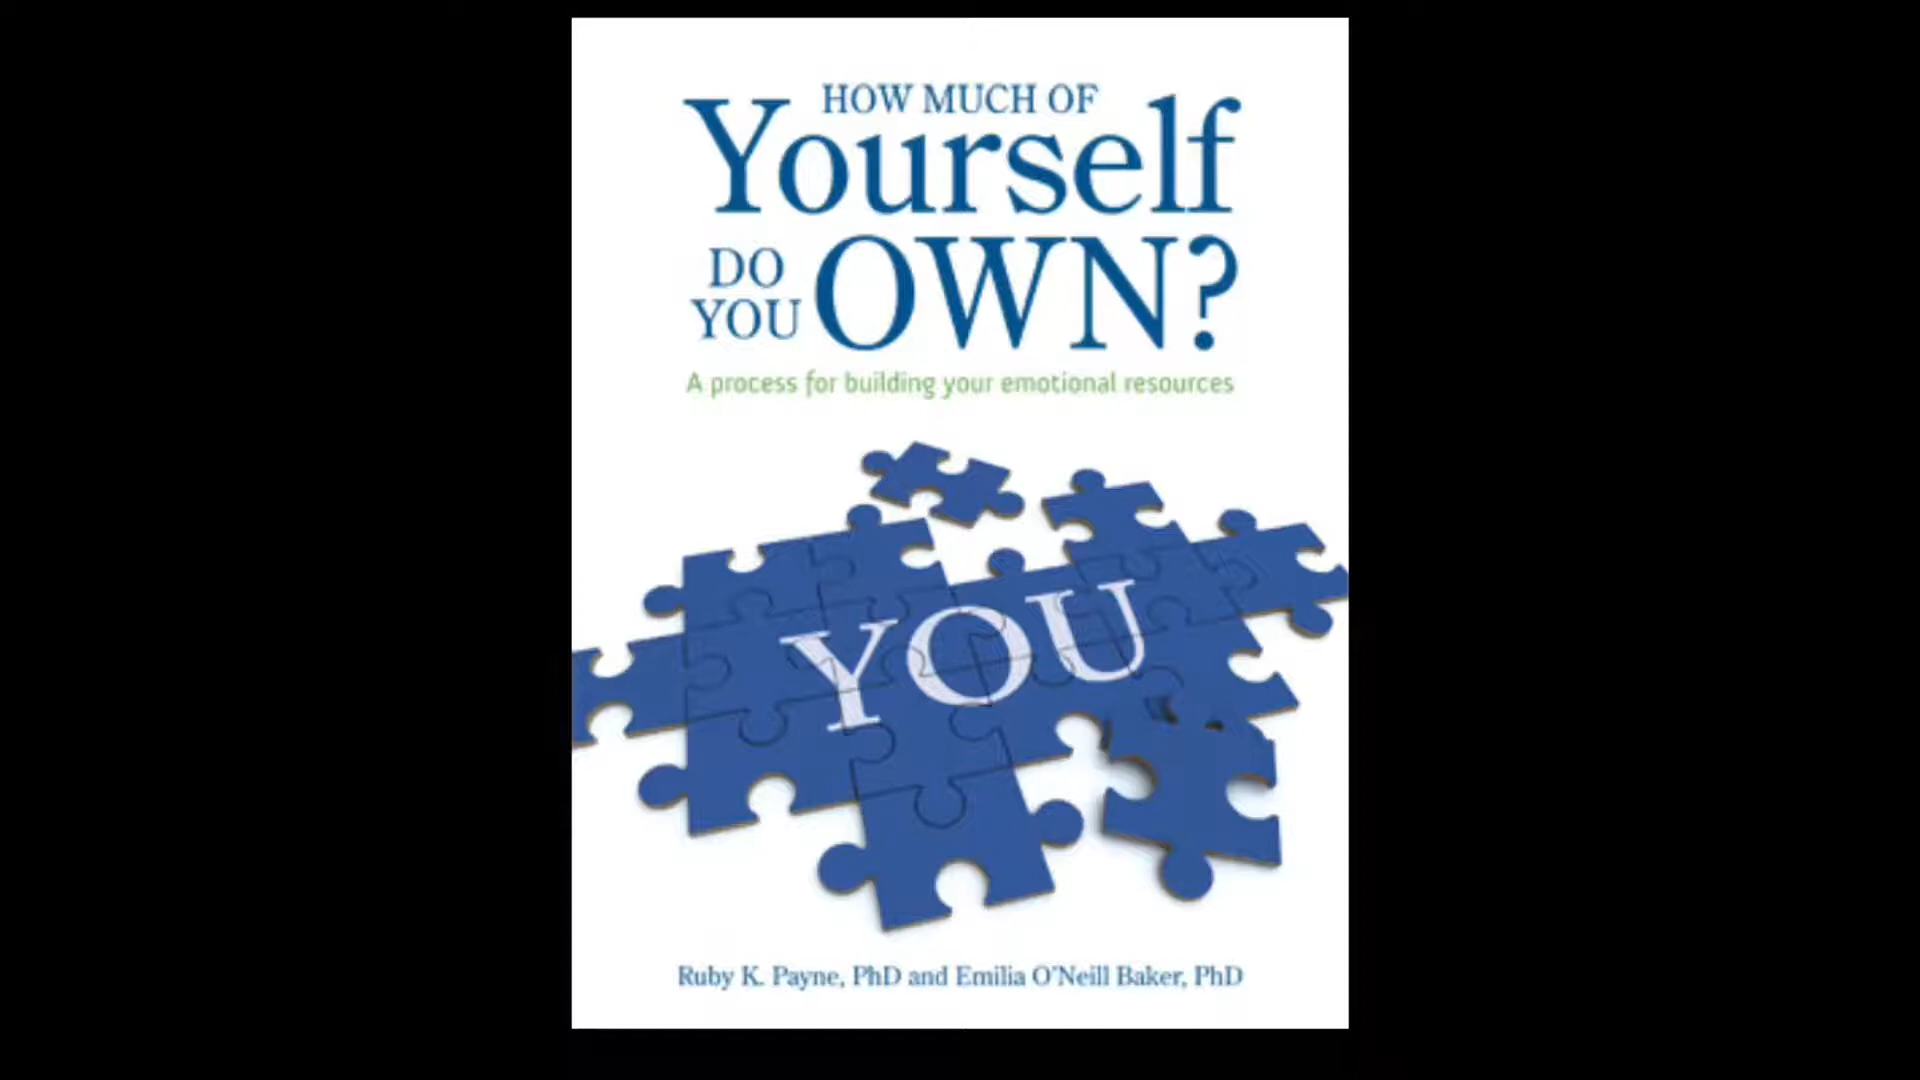 HOW MUCH OF
Yourself
DO
YOU OWN?
A process for building your emotional resources
YOU
Ruby K. Payne, PhD and Emilia O'Neill Baker, PhD